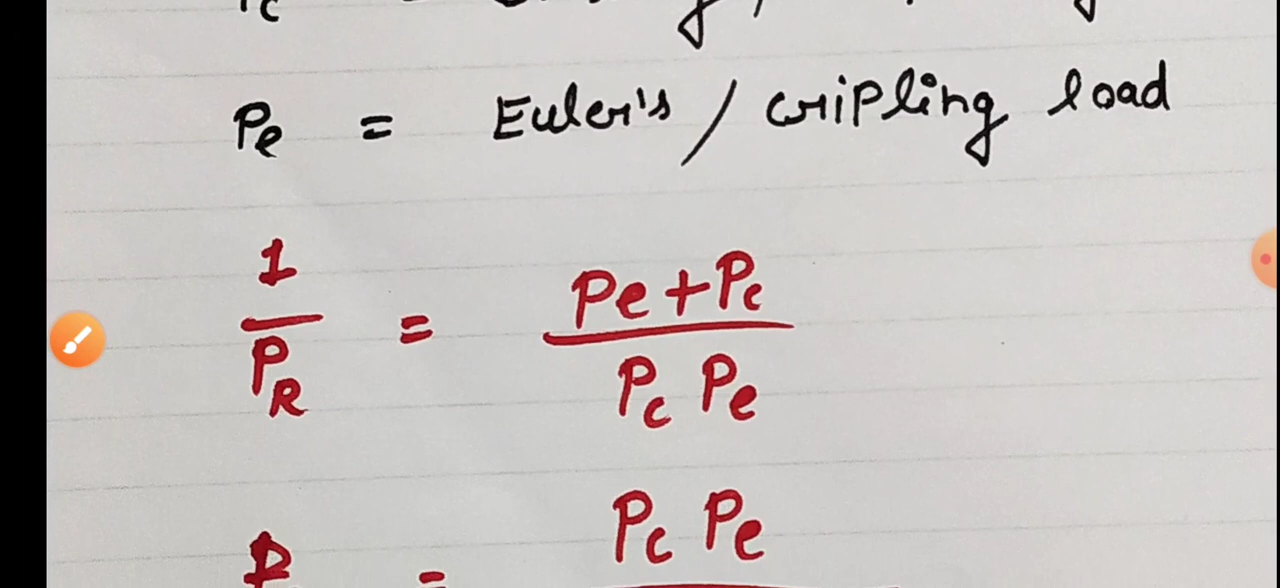 Pe = Euler's / cripling load
1/PR = Pe+Pc / Pc Pe
Pc Pe
=